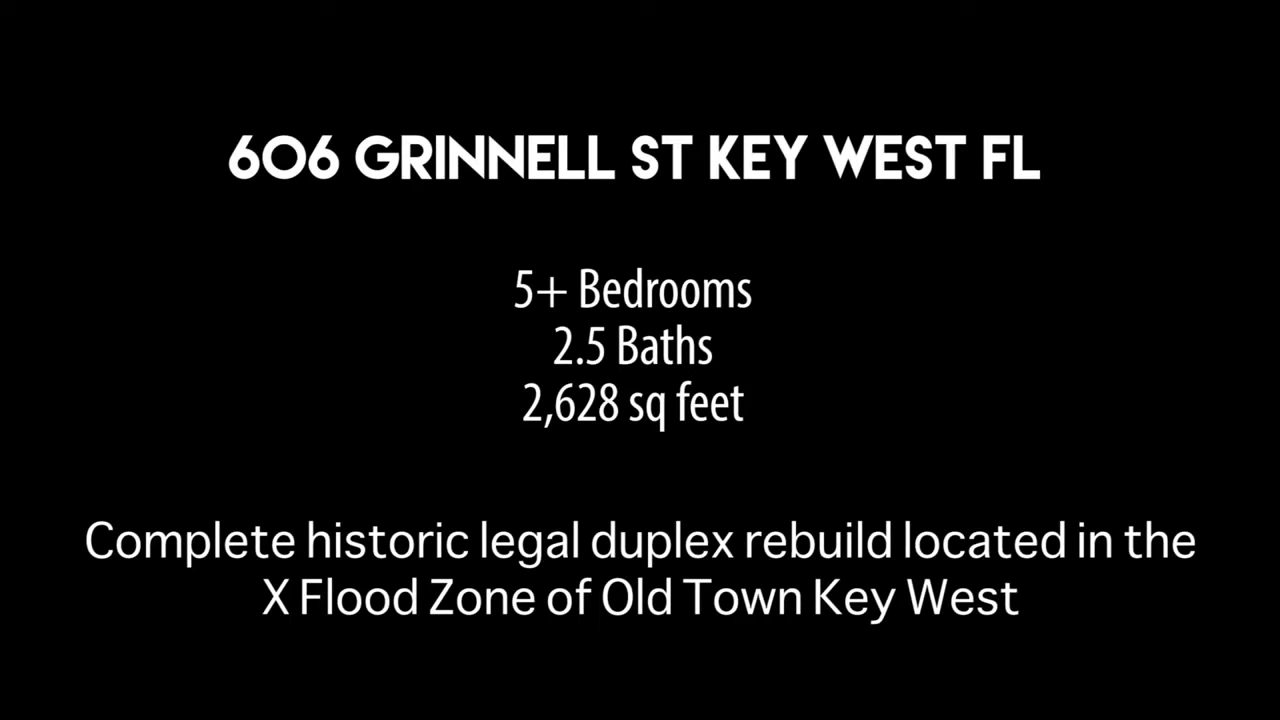 606 GRINNELL ST KEY WEST FL
5+ Bedrooms
2.5 Baths
2,628 sq feet
Complete historic legal duplex rebuild located in the
X Flood Zone of Old Town Key West